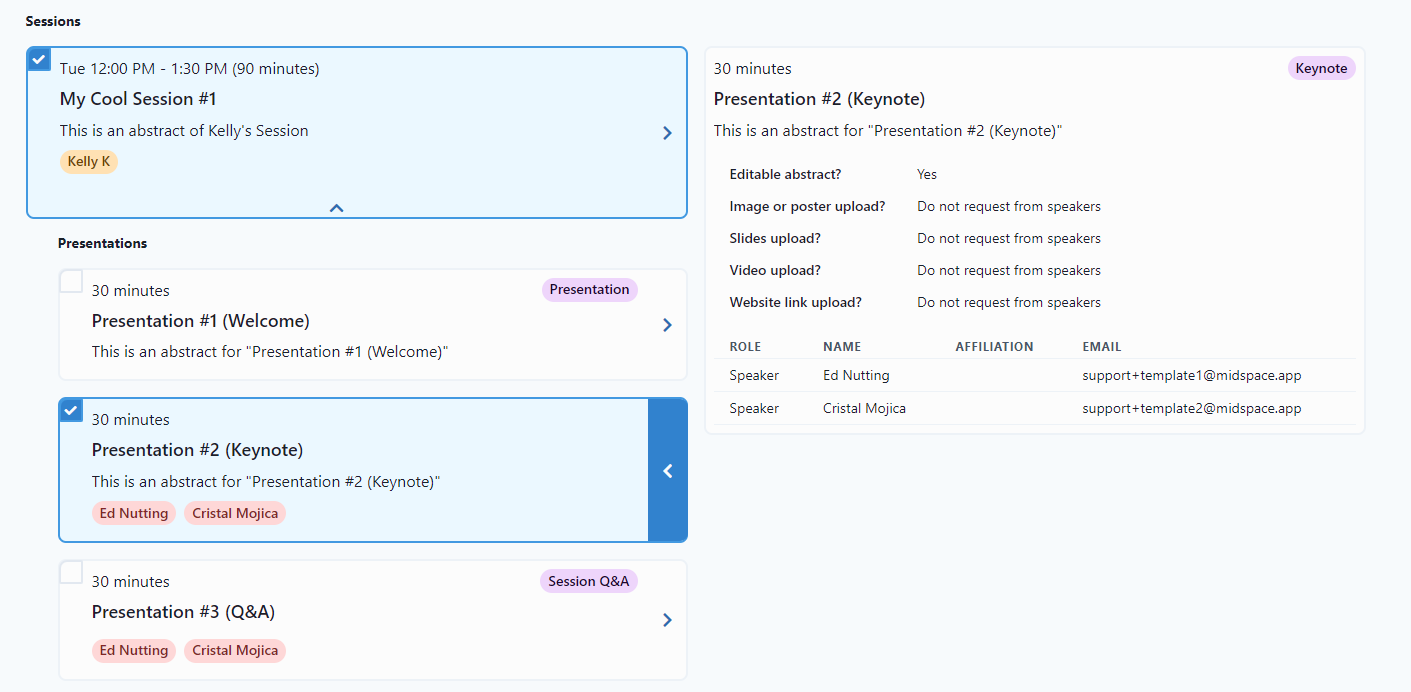 Sessions
Tue 12:00 PM - 1:30 PM (90 minutes)
My Cool Session #1
This is an abstract of Kelly's Session
Kelly K
Presentations
30 minutes
Presentation
Presentation #1 (Welcome)
This is an abstract for "Presentation #1 (Welcome)"
30 minutes
Presentation #2 (Keynote)
This is an abstract for "Presentation #2 (Keynote)"
Ed Nutting Cristal Mojica
30 minutes
Session Q&A
Presentation #3 (Q&A)
Ed Nutting Cristal Mojica
30 minutes
Keynote
Presentation #2 (Keynote)
This is an abstract for "Presentation #2 (Keynote)"
Editable abstract? Yes
Image or poster upload? Do not request from speakers
Slides upload? Do not request from speakers
Video upload? Do not request from speakers
Website link upload? Do not request from speakers
ROLE NAME AFFILIATION EMAIL
Speaker Ed Nutting support+template1@midspace.app
Speaker Cristal Mojica support+template2@midspace.app